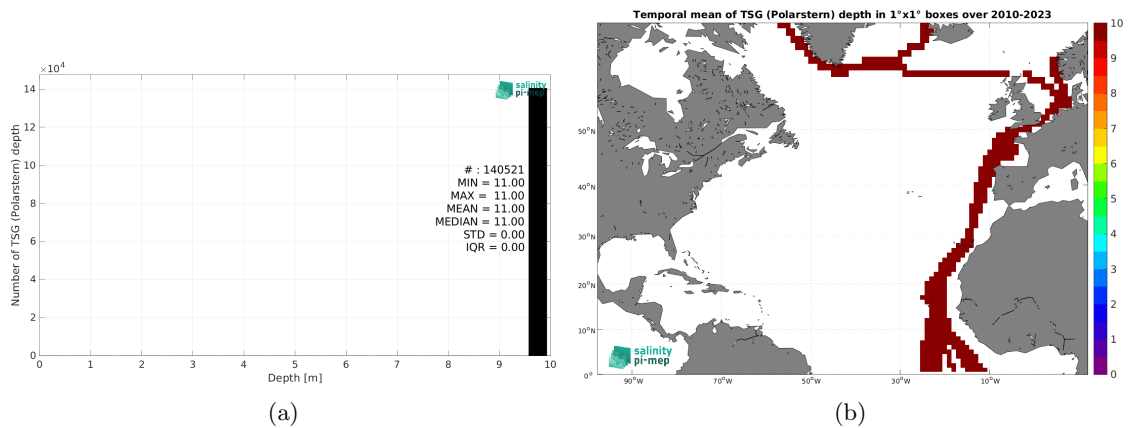 ×10⁴
14
12
10
8
6
4
2
0
Number of TSG (Polarstern) depth
salinity
pi-mep
# : 140521
MIN = 11.00
MAX = 11.00
MEAN = 11.00
MEDIAN = 11.00
STD = 0.00
IQR = 0.00
0 1 2 3 4 5 6 7 8 9 10
Depth [m]
(a)
Temporal mean of TSG (Polarstern) depth in 1°x1° boxes over 2010-2023
50°N
40°N
30°N
20°N
10°N
0°
90°W 70°W 50°W 30°W 10°W
salinity
pi-mep
10
9
8
7
6
5
4
3
2
1
0
(b)